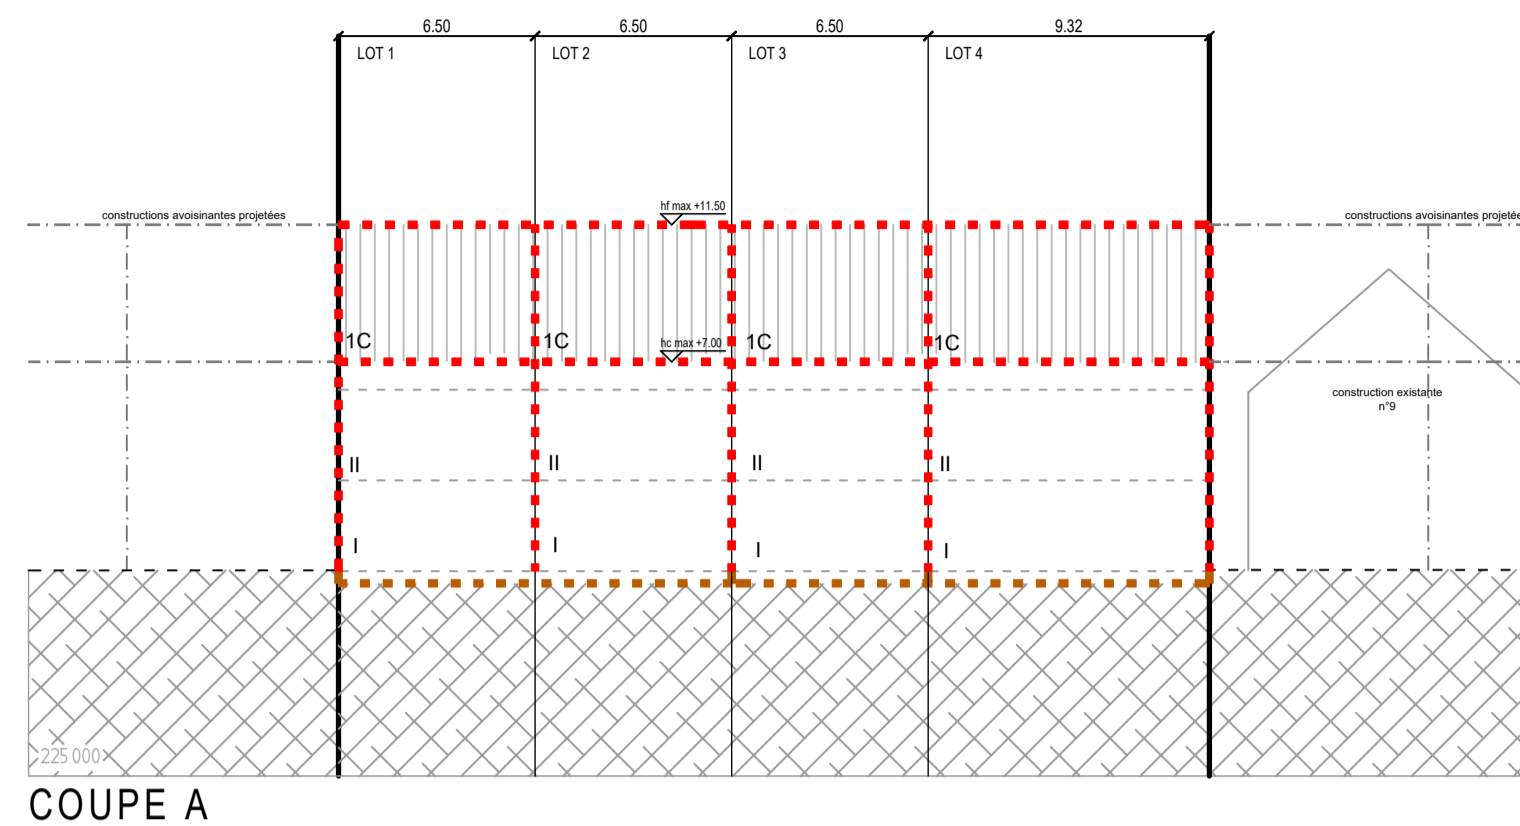 6.50 6.50 6.50 9.32
LOT 1 LOT 2 LOT 3 LOT 4
hf max +11.50
constructions avoisinantes projetées
constructions avoisinantes projetée
1C 1C 1C 1C
hc max +7.00
construction existante
n°9
II II II II
I I I I
225.000
COUPE A